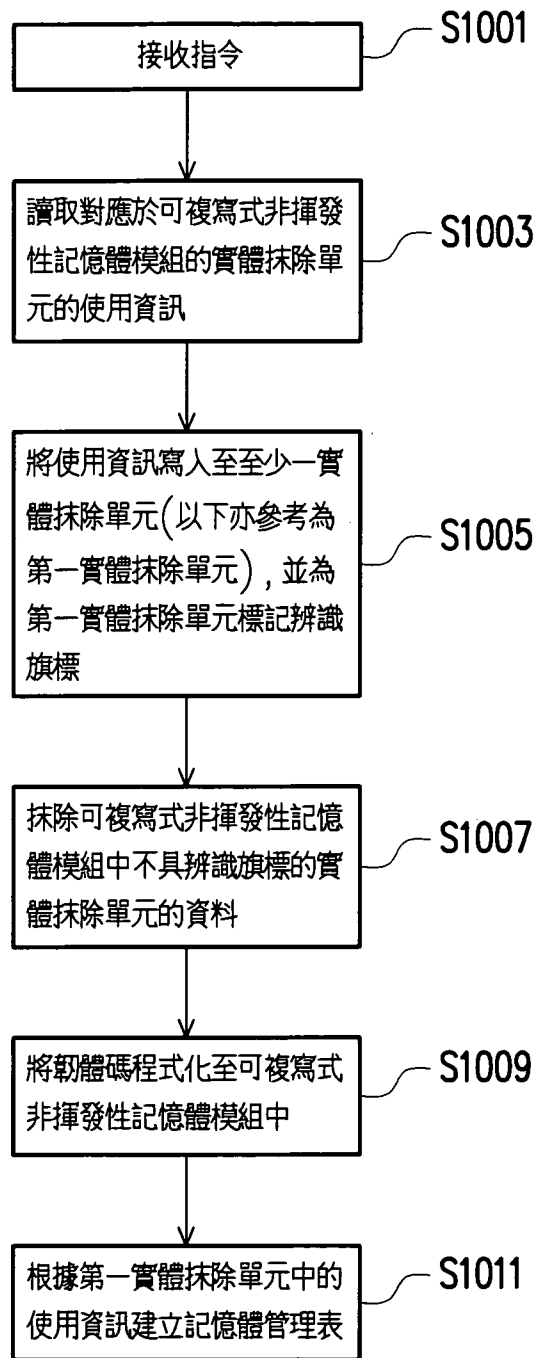 接收指令
S1001
讀取對應於可複寫式非揮發
性記憶體模組的實體抹除單
元的使用資訊
S1003
將使用資訊寫入至至少一實
體抹除單元(以下亦參考為
第一實體抹除單元),並為
第一實體抹除單元標記辨識
旗標
S1005
抹除可複寫式非揮發性記憶
體模組中不具辨識旗標的實
體抹除單元的資料
S1007
將韌體碼程式化至可複寫式
非揮發性記憶體模組中
S1009
根據第一實體抹除單元中的
使用資訊建立記憶體管理表
S1011